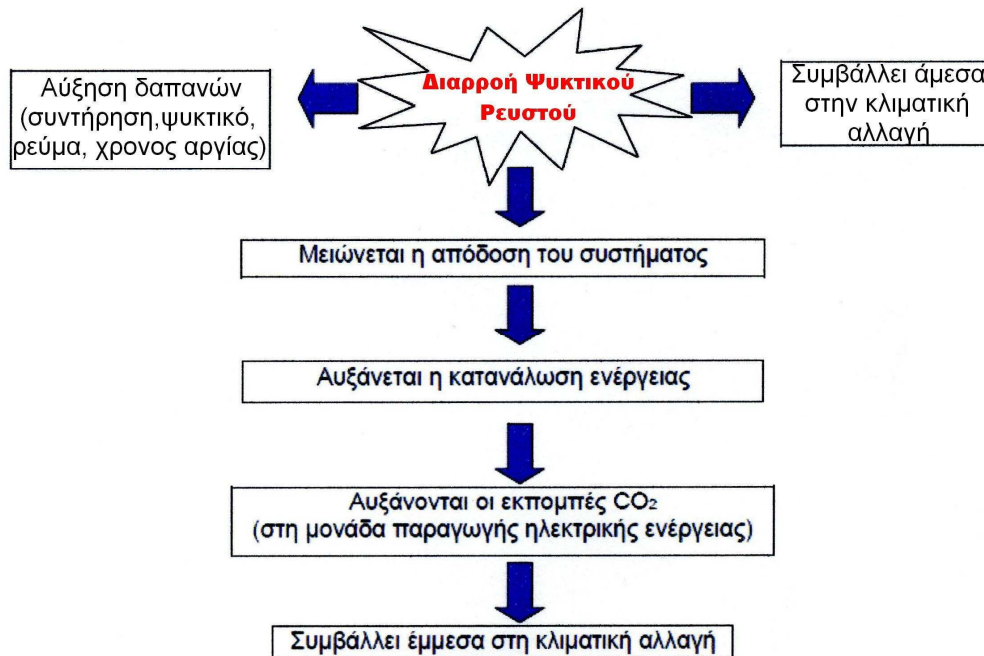 Διαρροή Ψυκτικού
Ρευστού
Αύξηση δαπανών
(συντήρηση,ψυκτικό,
ρεύμα, χρονος αργίας)
Συμβάλλει άμεσα
στην κλιματική
αλλαγή
Μειώνεται η απόδοση του συστήματος
Αυξάνεται η κατανάλωση ενέργειας
Αυξάνονται οι εκπομπές CO₂
(στη μονάδα παραγωγής ηλεκτρικής ενέργειας)
Συμβάλλει έμμεσα στη κλιματική αλλαγή